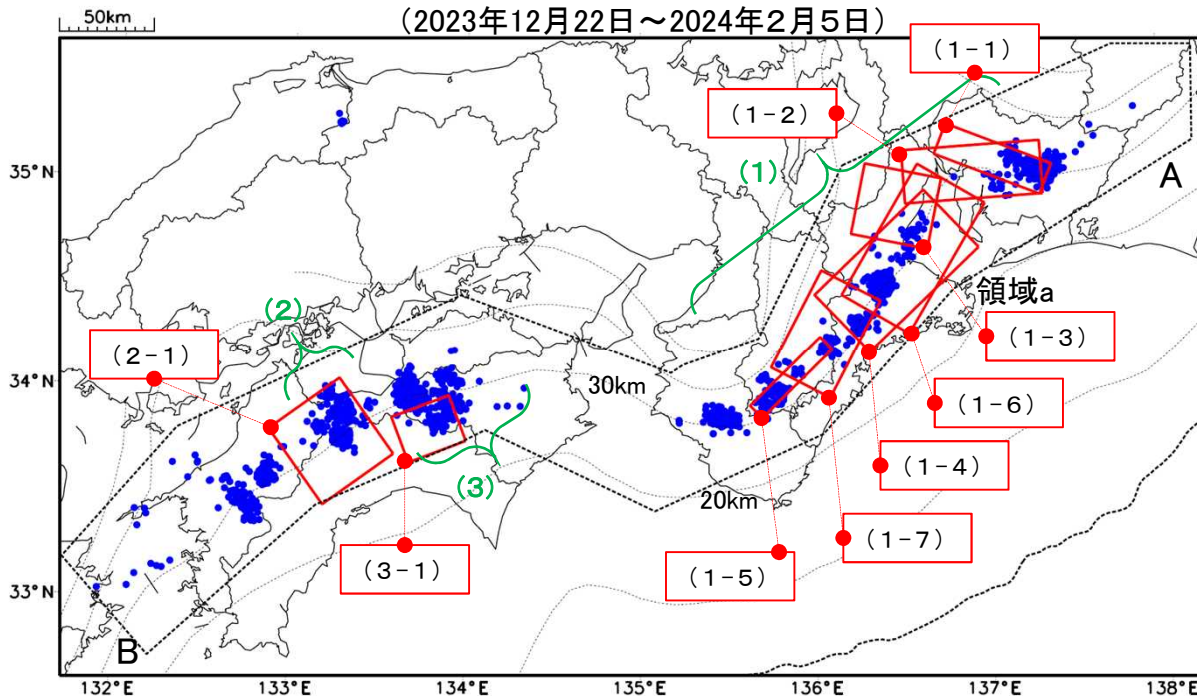 50km
(2023年12月22日～2024年2月5日)
(1-1)
(1-2)
(1)
35°N
A
領域a
(2)
(2-1)
(1-3)
34°N
30km
(1-6)
(1-4)
(3)
20km
(1-7)
(3-1)
(1-5)
33°N
B
132°E
133°E
134°E
135°E
136°E
137°E
138°E